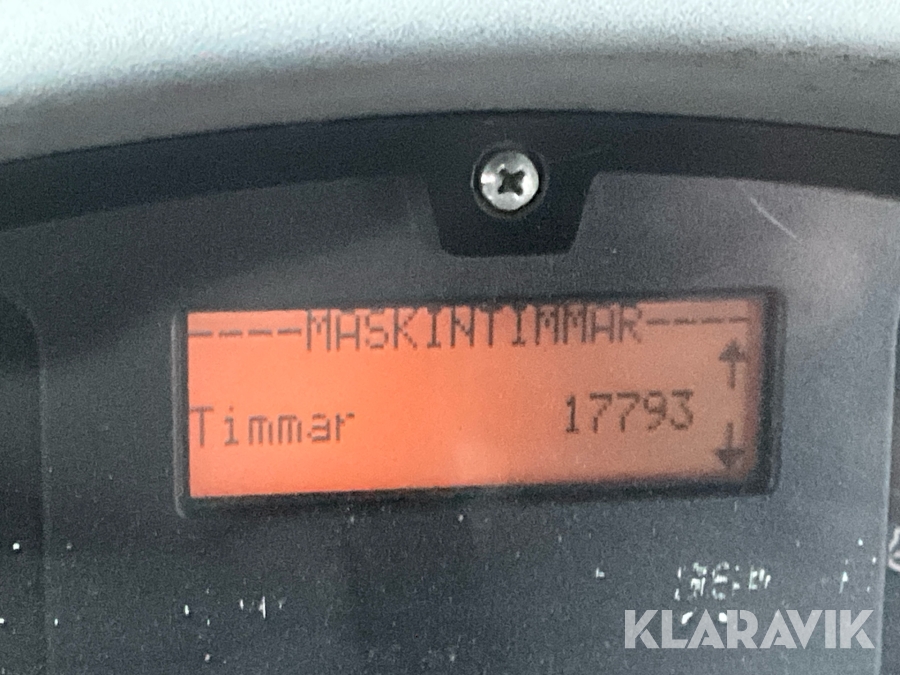 ----MASKINTIMMAR----
Timmar 17793
KLARAVIK